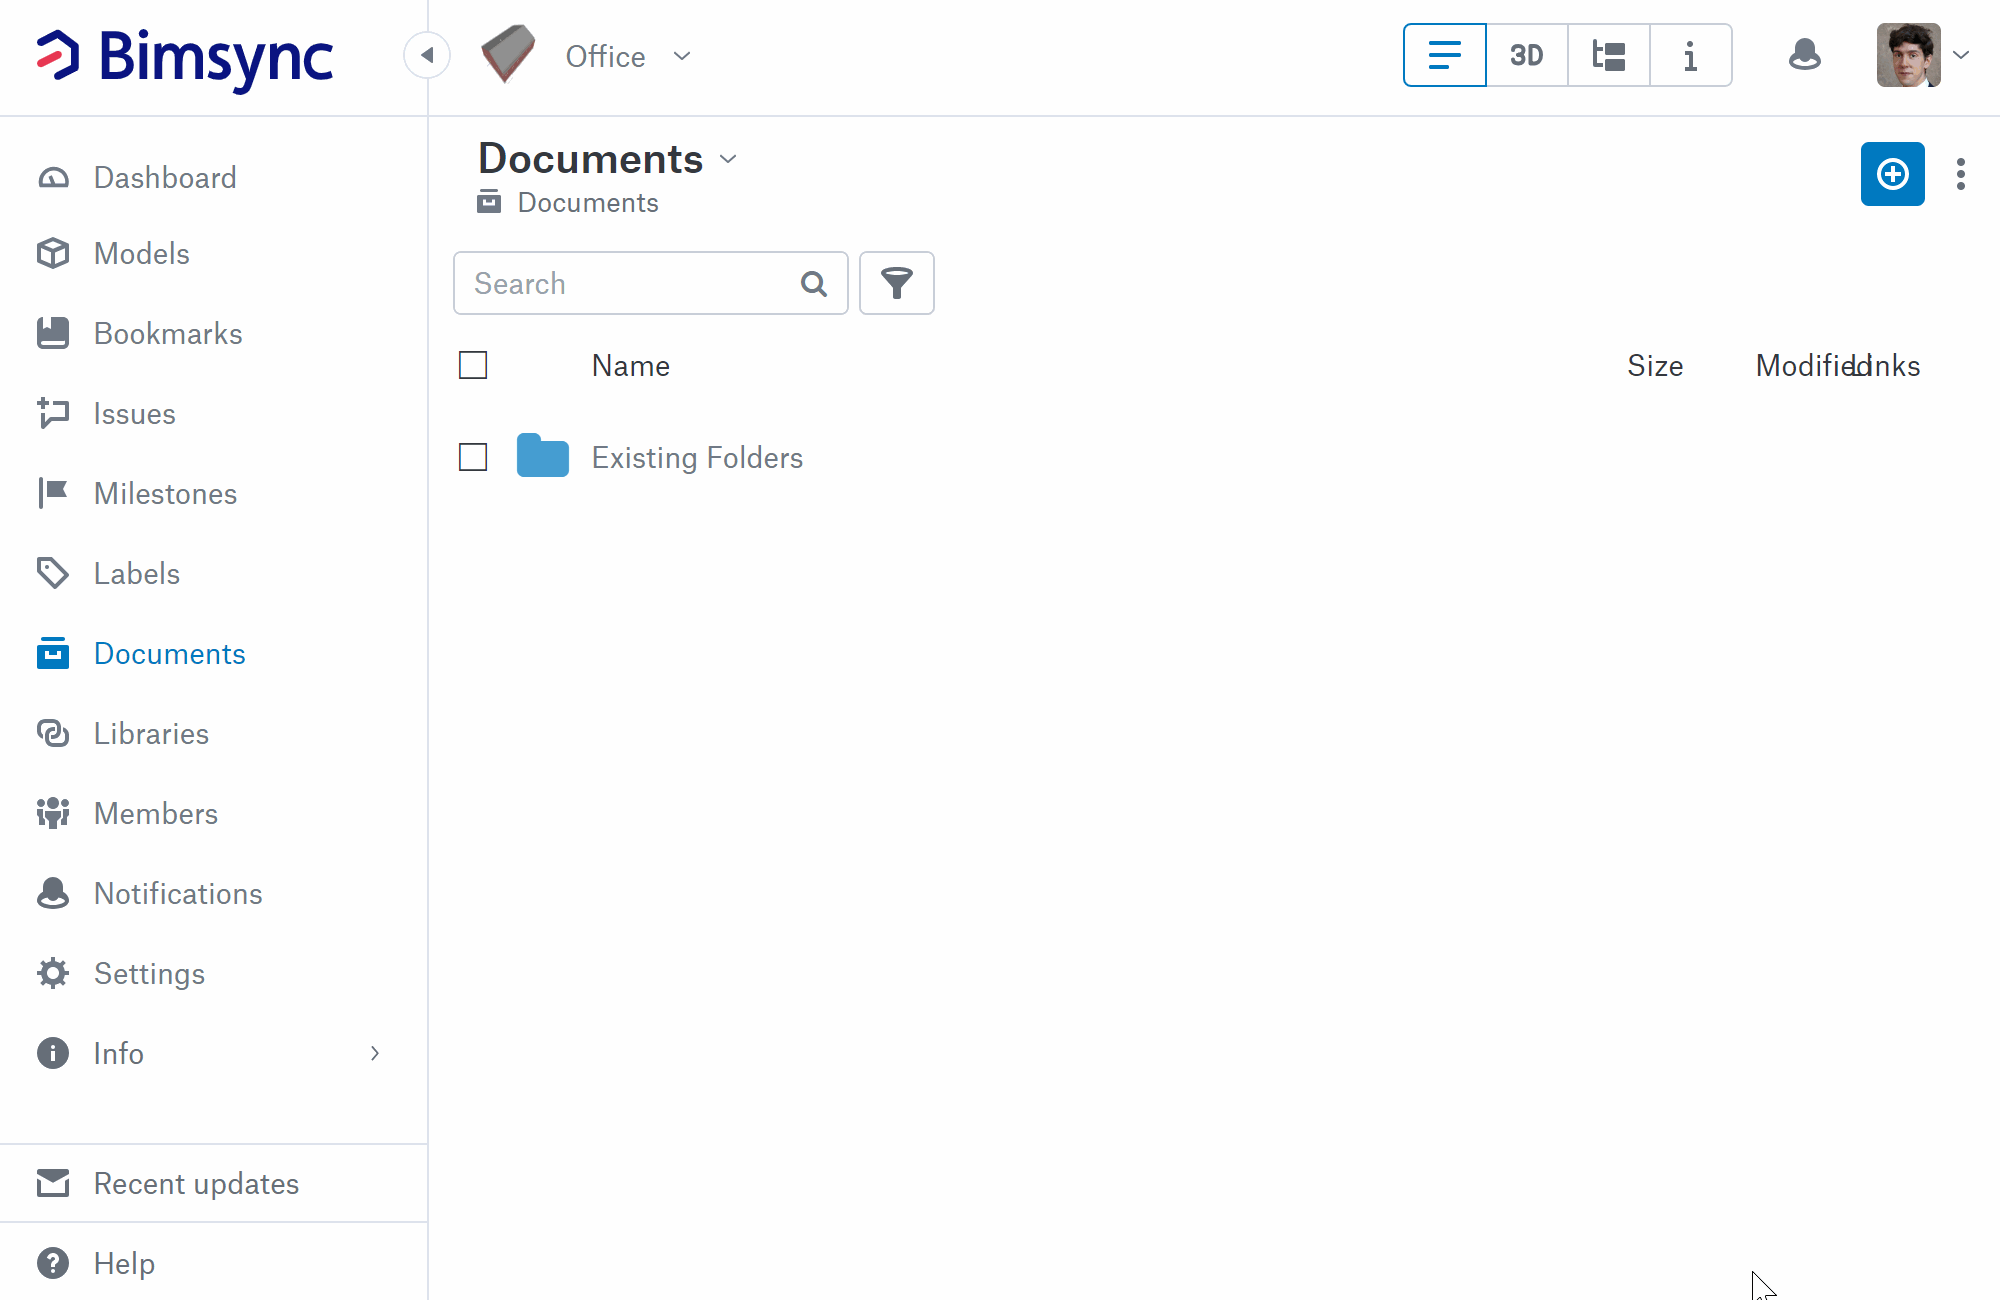 Bimsync
Office
3D
Dashboard
Models
Bookmarks
Issues
Milestones
Labels
Documents
Libraries
Members
Notifications
Settings
Info
Recent updates
Help
Documents
Documents
Search
Name Size Modified Links
Existing Folders